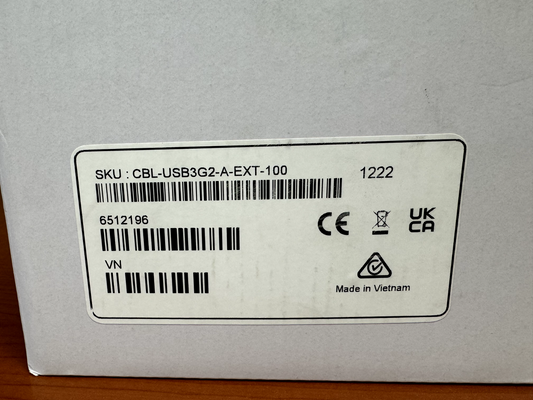 SKU : CBL-USB3G2-A-EXT-100 1222
6512196
CE
UK
CA
VN
Made in Vietnam